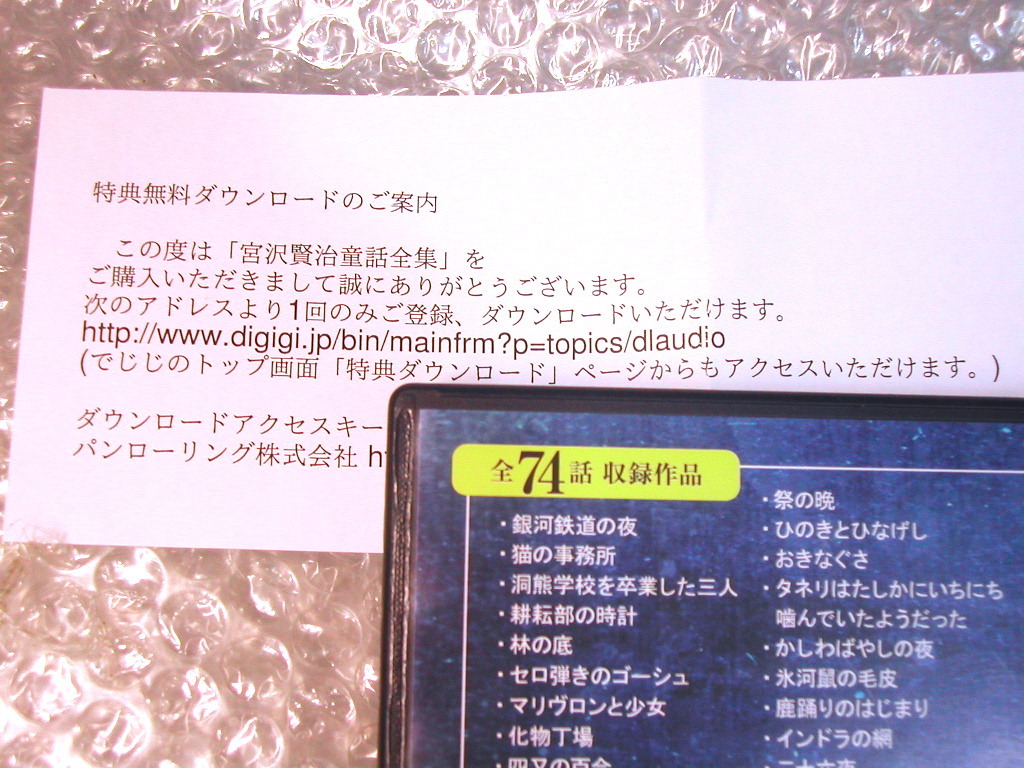 特典無料ダウンロードのご案内
この度は「宮沢賢治童話全集」を
ご購入いただきまして誠にありがとうございます。
次のアドレスより1回のみご登録、ダウンロードいただけます。
http://www.digigi.jp/bin/mainfrm?p=topics/dlaudio
(でじじのトップ画面「特典ダウンロード」ページからもアクセスいただけます。)
ダウンロードアクセスキー
パンローリング株式会社 ht
全74話 収録作品
・銀河鉄道の夜
・猫の事務所
・洞熊学校を卒業した三人
・耕耘部の時計
・林の底
・セロ弾きのゴーシュ
・マリヴロンと少女
・化物丁場
・四又の百合
・祭の晩
・ひのきとひなげし
・おきなぐさ
・タネリはたしかにいちにち
噛んでいたようだった
・かしわばやしの夜
・氷河鼠の毛皮
・鹿踊りのはじまり
・インドラの網
・二十六夜